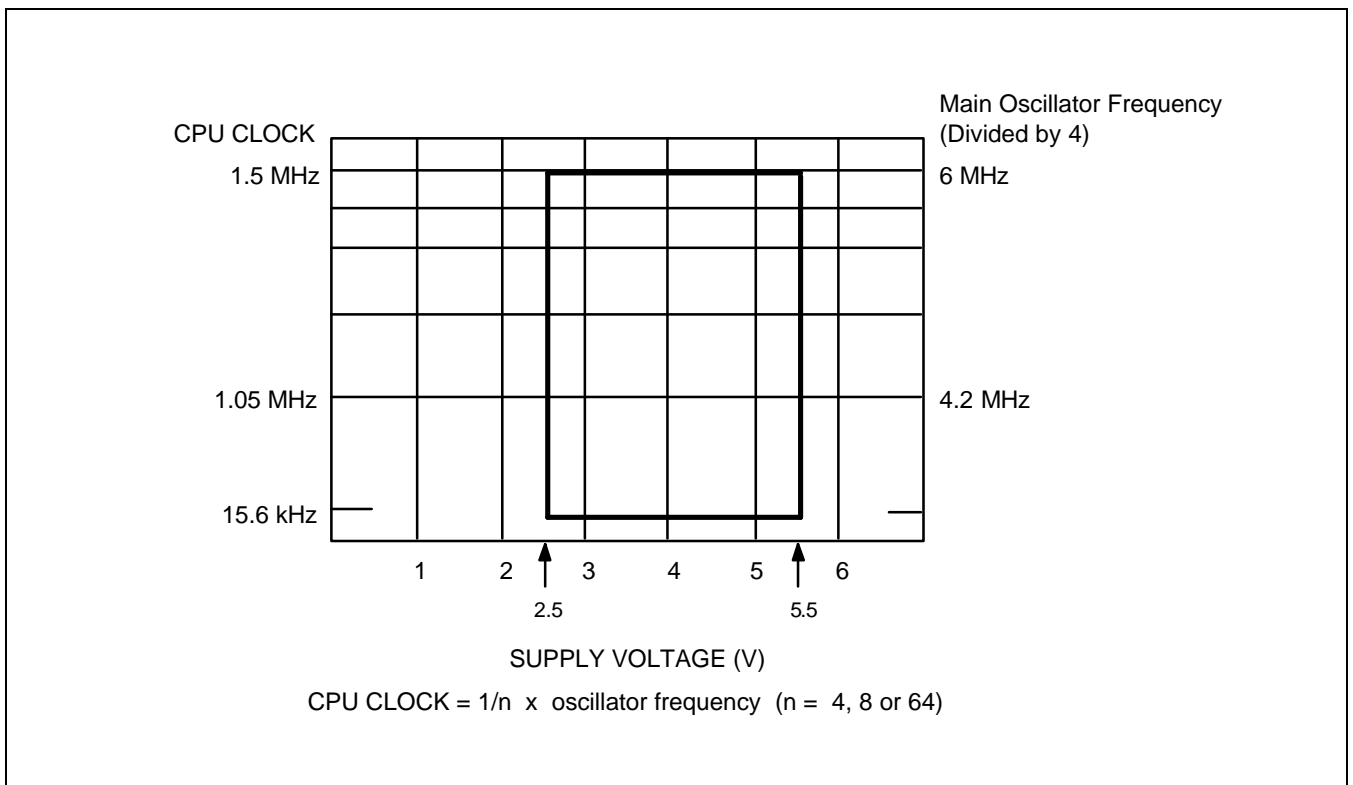 Main Oscillator Frequency
(Divided by 4)
CPU CLOCK
1.5 MHz
6 MHz
1.05 MHz
4.2 MHz
15.6 kHz
1 2 3 4 5 6
2.5 5.5
SUPPLY VOLTAGE (V)
CPU CLOCK = 1/n x oscillator frequency (n = 4, 8 or 64)